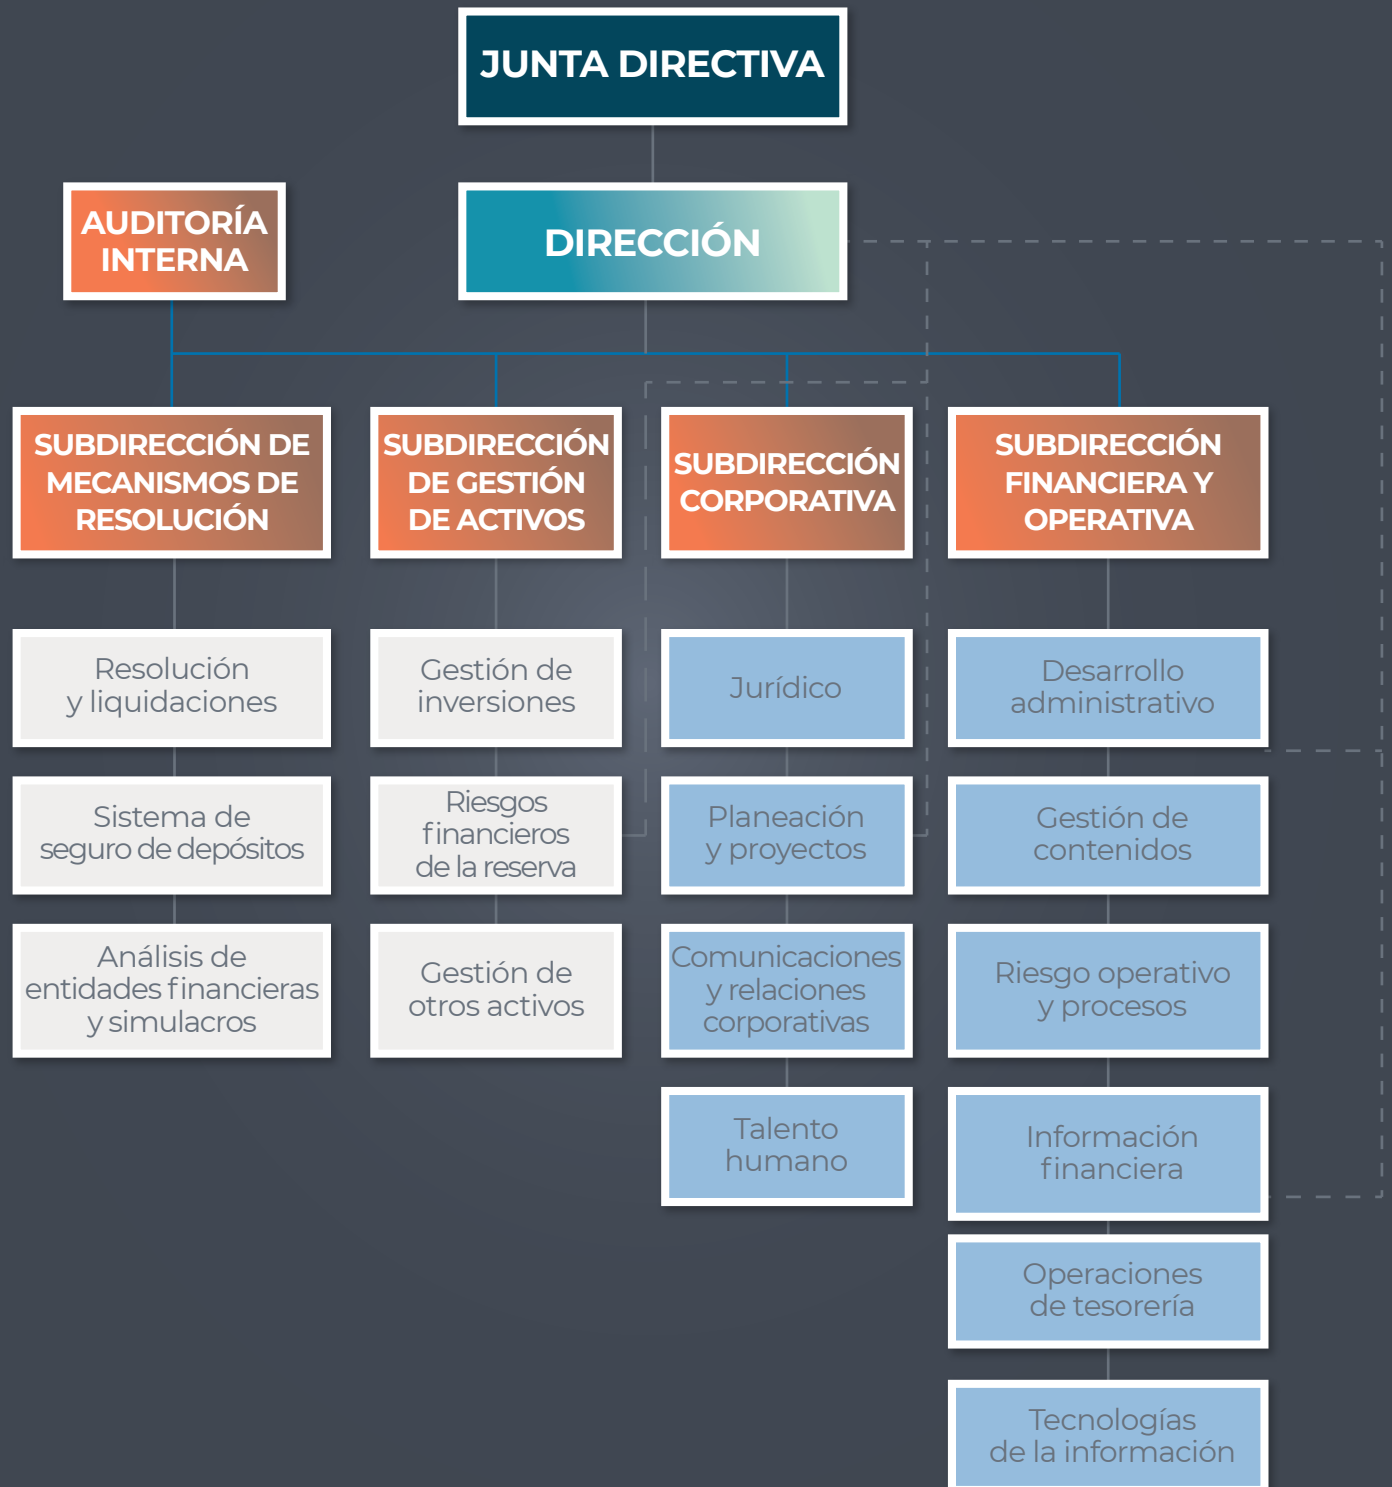 JUNTA DIRECTIVA
AUDITORÍA
INTERNA
DIRECCIÓN
SUBDIRECCIÓN DE
MECANISMOS DE
RESOLUCIÓN
SUBDIRECCIÓN
DE GESTIÓN
DE ACTIVOS
SUBDIRECCIÓN
CORPORATIVA
SUBDIRECCIÓN
FINANCIERA Y
OPERATIVA
Resolución
y liquidaciones
Gestión de
inversiones
Jurídico
Desarrollo
administrativo
Sistema de
seguro de depósitos
Riesgos
financieros
de la reserva
Planeación
y proyectos
Gestión de
contenidos
Análisis de
entidades financieras
y simulacros
Gestión de
otros activos
Comunicaciones
y relaciones
corporativas
Riesgo operativo
y procesos
Talento
humano
Información
financiera
Operaciones
de tesorería
Tecnologías
de la información